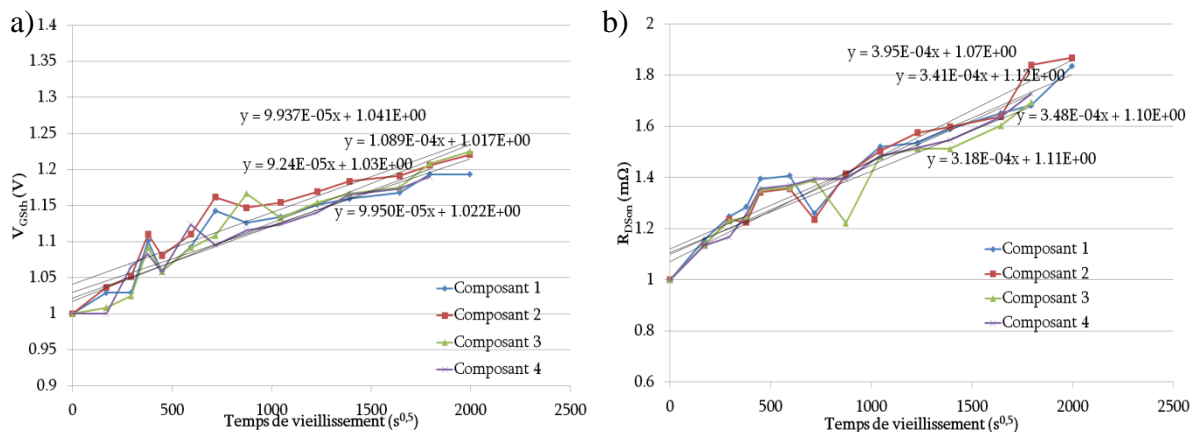 a)
1.4
1.35
1.3
1.25
1.2
1.15
1.1
1.05
1
0.95
0.9
V_GSth (V)
y = 9.937E-05x + 1.041E+00
y = 1.089E-04x + 1.017E+00
y = 9.24E-05x + 1.03E+00
y = 9.950E-05x + 1.022E+00
Composant 1
Composant 2
Composant 3
Composant 4
0 500 1000 1500 2000 2500
Temps de vieillissement (s^0,5)
b)
2
1.8
1.6
1.4
1.2
1
0.8
0.6
R_DSon (mΩ)
y = 3.95E-04x + 1.07E+00
y = 3.41E-04x + 1.12E+00
y = 3.48E-04x + 1.10E+00
y = 3.18E-04x + 1.11E+00
Composant 1
Composant 2
Composant 3
Composant 4
0 500 1000 1500 2000 2500
Temps de vieillissement (s^0,5)